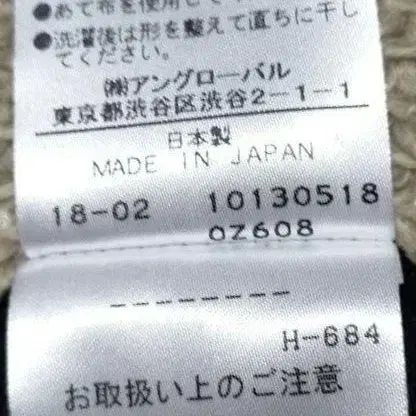 ●あて布を使用して
●洗濯後は形を整えて直ちに干し
てください。
㈱アングローバル
東京都渋谷区渋谷2-1-1
日本製
MADE IN JAPAN
18-02 10130518
0Z608
--------
H-684
お取扱い上のご注意